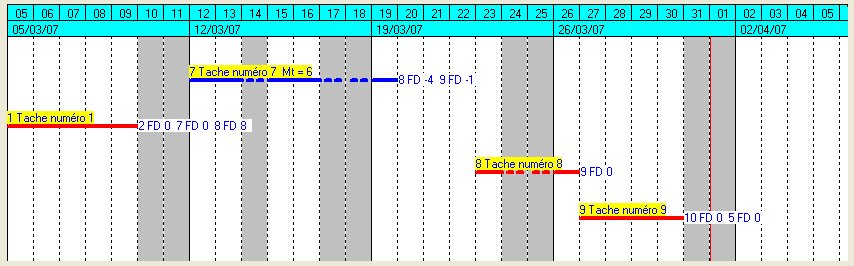 05 06 07 08 09 10 11 12 13 14 15 16 17 18 19 20 21 22 23 24 25 26 27 28 29 30 31 01 02 03 04 05
05/03/07 12/03/07 19/03/07 26/03/07 02/04/07
7 Tache numéro 7 Mt = 6
8 FD -4 9 FD -1
1 Tache numéro 1
2 FD 0 7 FD 0 8 FD 8
8 Tache numéro 8
9 FD 0
9 Tache numéro 9
10 FD 0 5 FD 0